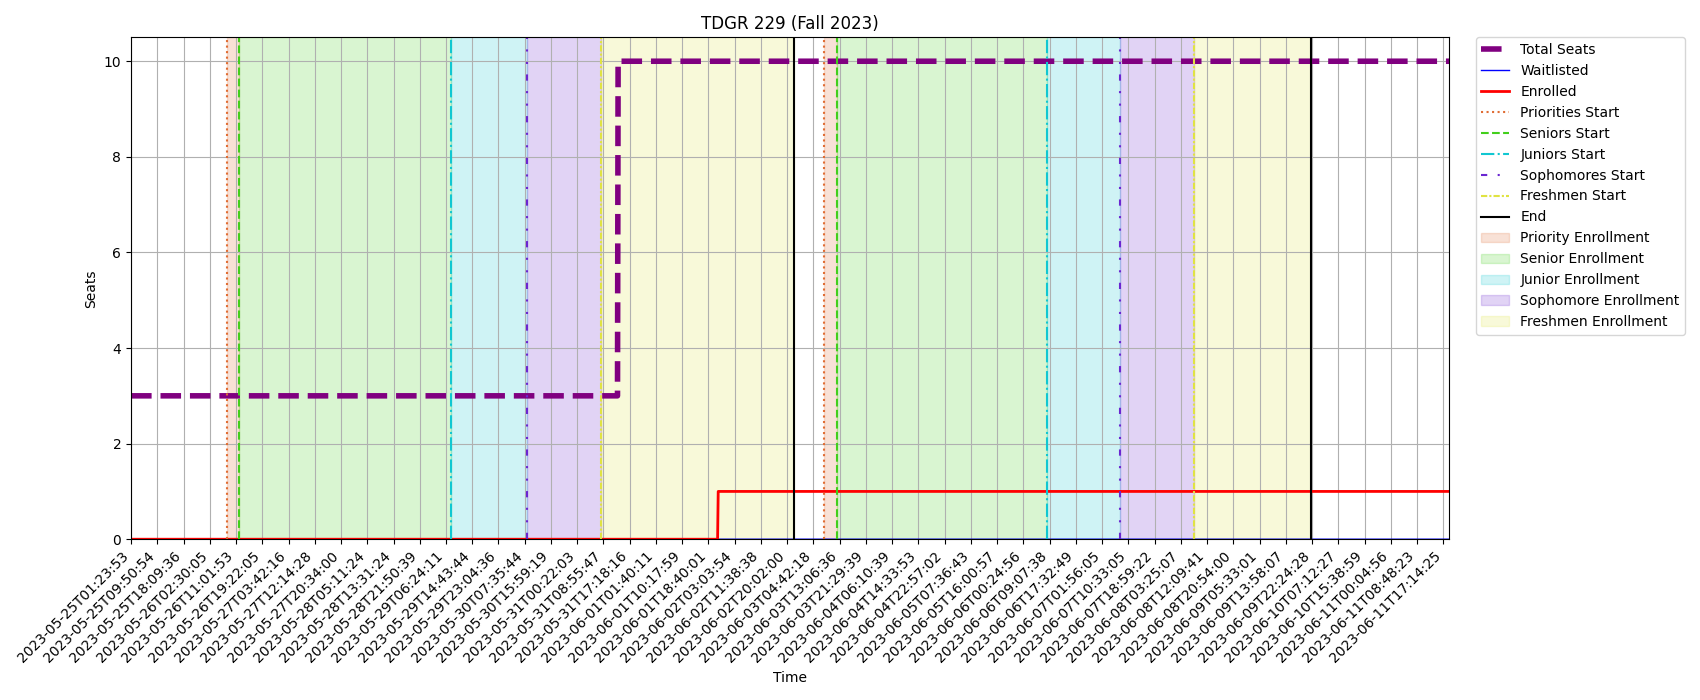 TDGR 229 (Fall 2023)
Total Seats
Waitlisted
Enrolled
Priorities Start
Seniors Start
Juniors Start
Sophomores Start
Freshmen Start
End
Priority Enrollment
Senior Enrollment
Junior Enrollment
Sophomore Enrollment
Freshmen Enrollment
Seats
10
8
6
4
2
0
2023-05-25T01:23:53
2023-05-25T09:50:54
2023-05-25T18:09:36
2023-05-26T02:30:05
2023-05-26T11:01:53
2023-05-26T19:22:05
2023-05-27T03:42:16
2023-05-27T12:14:28
2023-05-27T20:34:00
2023-05-28T05:11:24
2023-05-28T13:31:24
2023-05-28T21:50:39
2023-05-29T06:24:11
2023-05-29T14:43:44
2023-05-29T23:04:36
2023-05-30T07:35:44
2023-05-30T15:59:19
2023-05-31T00:22:03
2023-05-31T08:55:47
2023-05-31T17:18:16
2023-06-01T01:40:11
2023-06-01T10:17:59
2023-06-01T18:40:01
2023-06-02T03:03:54
2023-06-02T11:38:38
2023-06-02T20:02:00
2023-06-03T04:42:18
2023-06-03T13:06:36
2023-06-03T21:29:39
2023-06-04T06:10:39
2023-06-04T14:33:53
2023-06-04T22:57:02
2023-06-05T07:36:43
2023-06-05T16:00:57
2023-06-06T00:24:56
2023-06-06T09:07:38
2023-06-06T17:32:49
2023-06-07T01:56:05
2023-06-07T10:33:05
2023-06-07T18:59:22
2023-06-08T03:25:07
2023-06-08T12:09:41
2023-06-08T20:54:00
2023-06-09T05:33:01
2023-06-09T13:58:07
2023-06-09T22:24:28
2023-06-10T07:12:27
2023-06-10T15:38:59
2023-06-11T00:04:56
2023-06-11T08:48:23
2023-06-11T17:14:25
Time